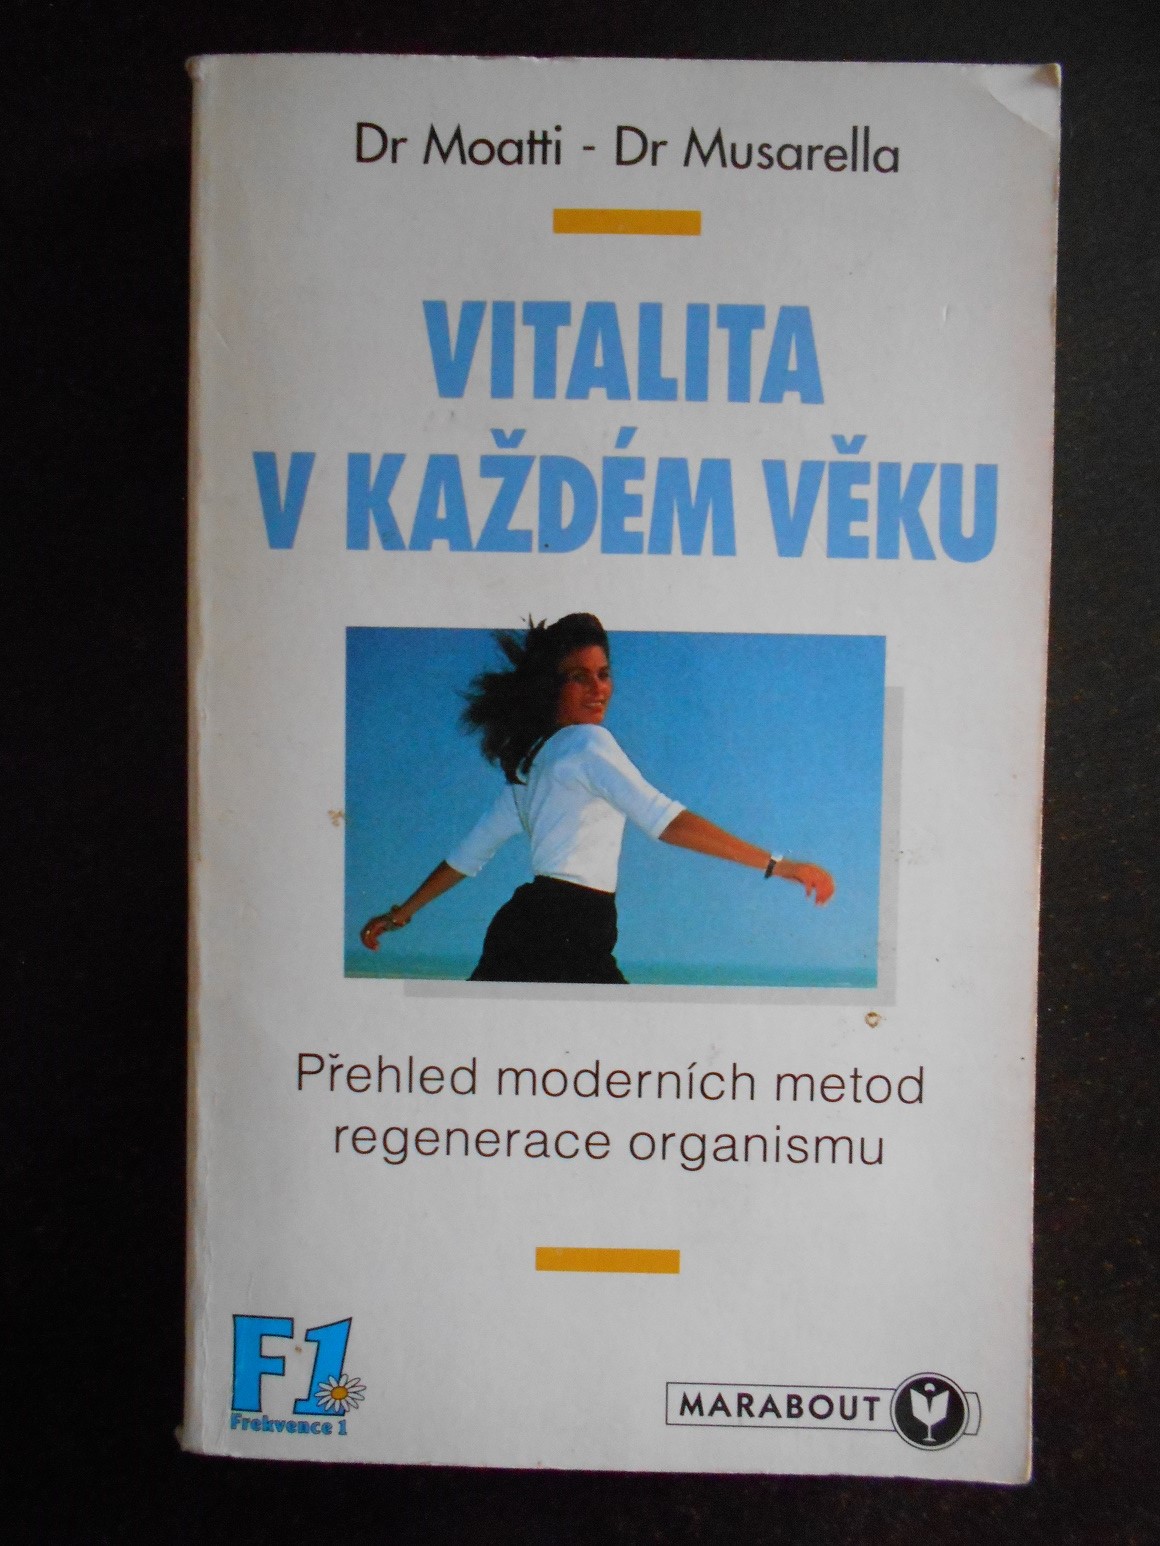 Dr Moatti - Dr Musarella
VITALITA
V KAŽDÉM VĚKU
Přehled moderních metod
regenerace organismu
F1
Frekvence 1
MARABOUT